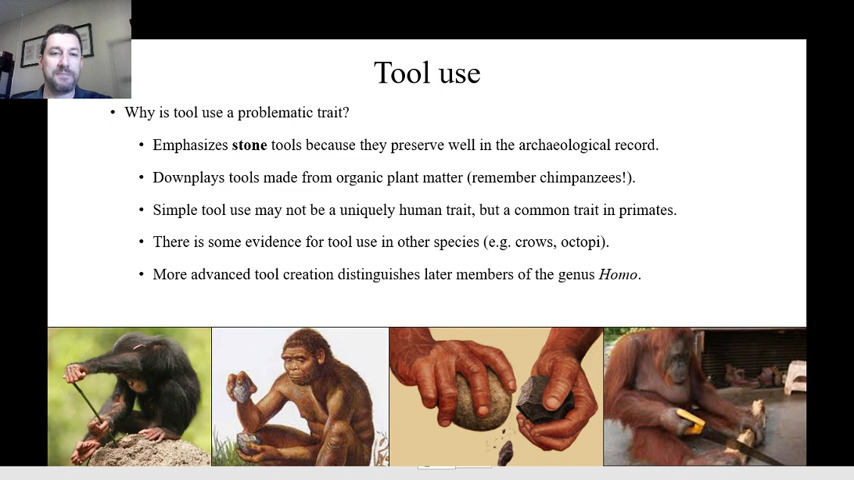 Tool use
• Why is tool use a problematic trait?
• Emphasizes stone tools because they preserve well in the archaeological record.
• Downplays tools made from organic plant matter (remember chimpanzees!).
• Simple tool use may not be a uniquely human trait, but a common trait in primates.
• There is some evidence for tool use in other species (e.g. crows, octopi).
• More advanced tool creation distinguishes later members of the genus Homo.